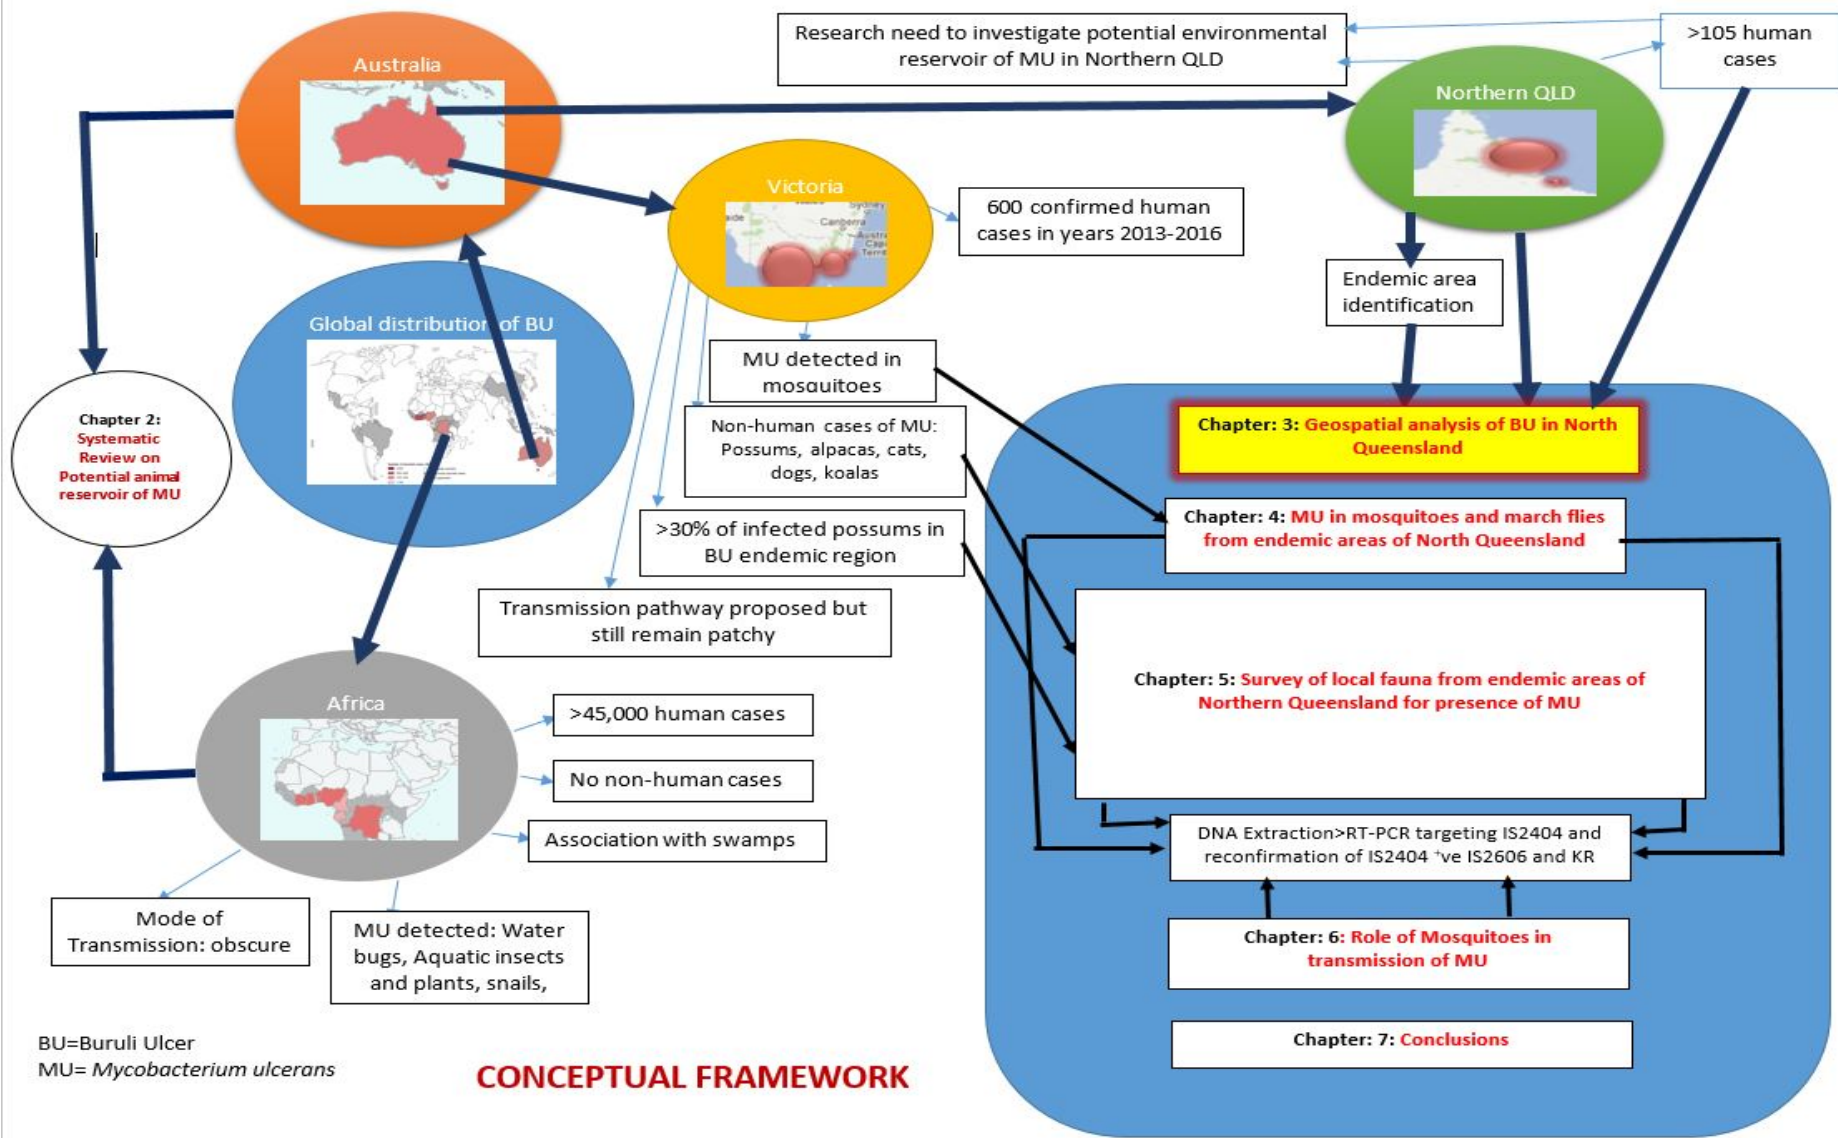 Research need to investigate potential environmental
reservoir of MU in Northern QLD
>105 human
cases
Australia
Northern QLD
Victoria
Sydney
Canberra
600 confirmed human
cases in years 2013-2016
Endemic area
identification
Global distribution of BU
MU detected in
mosquitoes
Non-human cases of MU:
Possums, alpacas, cats,
dogs, koalas
>30% of infected possums in
BU endemic region
Transmission pathway proposed but
still remain patchy
Chapter 2:
Systematic
Review on
Potential animal
reservoir of MU
Chapter: 3: Geospatial analysis of BU in North
Queensland
Chapter: 4: MU in mosquitoes and march flies
from endemic areas of North Queensland
Chapter: 5: Survey of local fauna from endemic areas of
Northern Queensland for presence of MU
DNA Extraction>RT-PCR targeting IS2404 and
reconfirmation of IS2404 +ve IS2606 and KR
Chapter: 6: Role of Mosquitoes in
transmission of MU
Chapter: 7: Conclusions
Africa
>45,000 human cases
No non-human cases
Association with swamps
Mode of
Transmission: obscure
MU detected: Water
bugs, Aquatic insects
and plants, snails,
BU=Buruli Ulcer
MU= Mycobacterium ulcerans
CONCEPTUAL FRAMEWORK